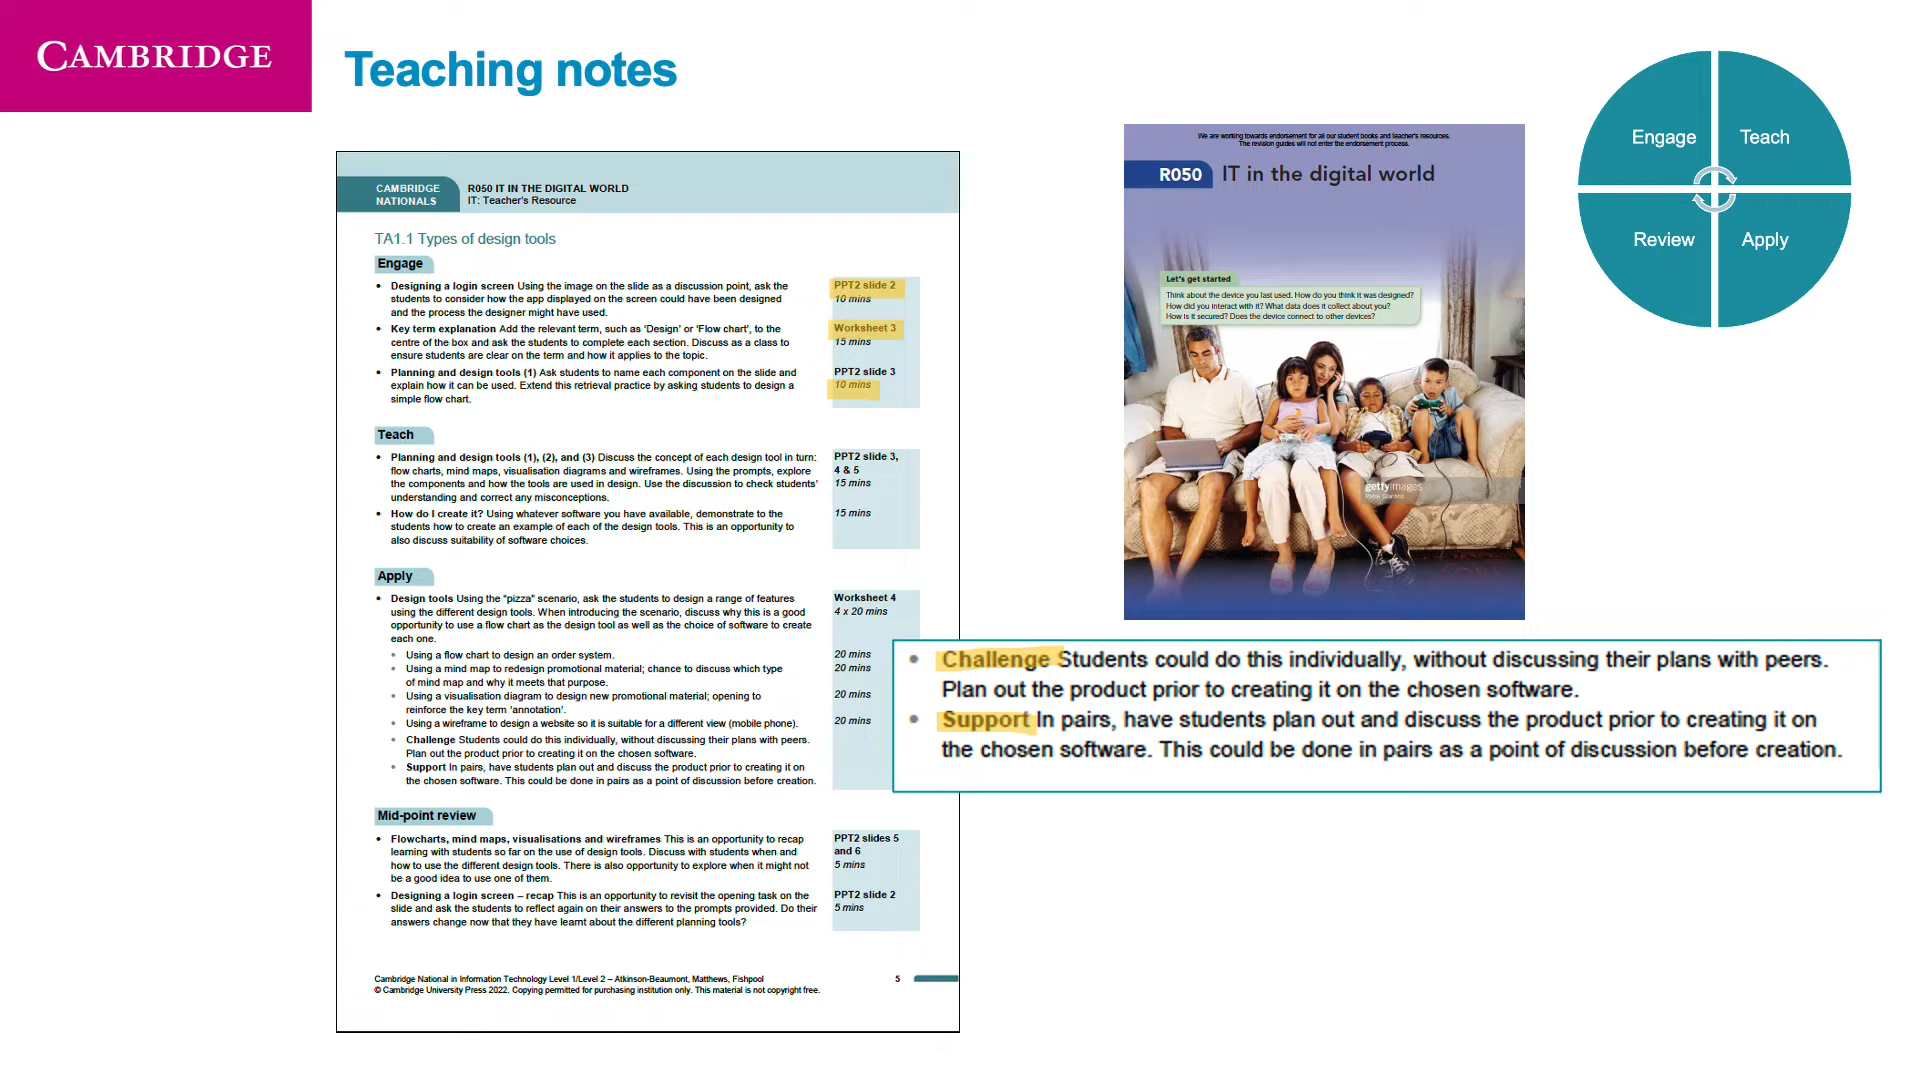 CAMBRIDGE
Teaching notes
CAMBRIDGE
NATIONALS
R050 IT IN THE DIGITAL WORLD
IT: Teacher's Resource
TA1.1 Types of design tools
Engage
• Designing a login screen Using the image on the slide as a discussion point, ask the
students to consider how the app displayed on the screen could have been designed
and the process the designer might have used.
PPT2 slide 2
10 mins
• Key term explanation Add the relevant term, such as 'Design' or 'Flow chart', to the
centre of the box and ask the students to complete each section. Discuss as a class to
ensure students are clear on the term and how it applies to the topic.
Worksheet 3
15 mins
• Planning and design tools (1) Ask students to name each component on the slide and
explain how it can be used. Extend this retrieval practice by asking students to design a
simple flow chart.
PPT2 slide 3
10 mins
Teach
• Planning and design tools (1), (2), and (3) Discuss the concept of each design tool in turn:
flow charts, mind maps, visualisation diagrams and wireframes. Using the prompts, explore
the components and how the tools are used in design. Use the discussion to check students'
understanding and correct any misconceptions.
PPT2 slide 3,
4 & 5
15 mins
• How do I create it? Using whatever software you have available, demonstrate to the
students how to create an example of each of the design tools. This is an opportunity to
also discuss suitability of software choices.
15 mins
Apply
• Design tools Using the "pizza" scenario, ask the students to design a range of features
using the different design tools. When introducing the scenario, discuss why this is a good
opportunity to use a flow chart as the design tool as well as the choice of software to create
each one.
Worksheet 4
4 x 20 mins
• Using a flow chart to design an order system.
20 mins
• Using a mind map to redesign promotional material; chance to discuss which type
of mind map and why it meets that purpose.
20 mins
• Using a visualisation diagram to design new promotional material; opening to
reinforce the key term 'annotation'.
20 mins
• Using a wireframe to design a website so it is suitable for a different view (mobile phone).
20 mins
• Challenge Students could do this individually, without discussing their plans with peers.
Plan out the product prior to creating it on the chosen software.
• Support In pairs, have students plan out and discuss the product prior to creating it on
the chosen software. This could be done in pairs as a point of discussion before creation.
Mid-point review
• Flowcharts, mind maps, visualisations and wireframes This is an opportunity to recap
learning with students so far on the use of design tools. Discuss with students when and
how to use the different design tools. There is also opportunity to explore when it might not
be a good idea to use one of them.
PPT2 slides 5
and 6
5 mins
• Designing a login screen – recap This is an opportunity to revisit the opening task on the
slide and ask the students to reflect again on their answers to the prompts provided. Do their
answers change now that they have learnt about the different planning tools?
PPT2 slide 2
5 mins
Cambridge National in Information Technology Level 1/Level 2 – Atkinson-Beaumont, Matthews, Fishpool
© Cambridge University Press 2022. Copying permitted for purchasing institution only. This material is not copyright free.
5
We are working towards endorsement for all our student books and teacher's resources.
The revision guides will not enter the endorsement process.
R050 IT in the digital world
Let's get started
Think about the device you last used. How do you think it was designed?
How did you interact with it? What data does it collect about you?
How is it secured? Does the device connect to other devices?
gettyimages
Engage
Teach
Review
Apply
• Challenge Students could do this individually, without discussing their plans with peers.
Plan out the product prior to creating it on the chosen software.
• Support In pairs, have students plan out and discuss the product prior to creating it on
the chosen software. This could be done in pairs as a point of discussion before creation.